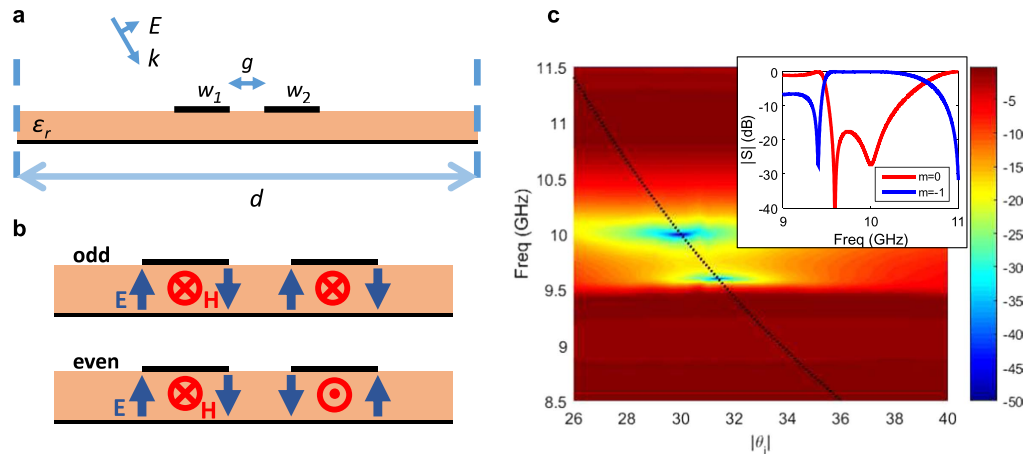 a
E
k
g
w1 w2
εr
d
b
odd
E H
even
E H
c
11.5
11
10.5
10
9.5
9
8.5
Freq (GHz)
26 28 30 32 34 36 38 40
|θi|
0
-10
-20
-30
-40
|S| (dB)
9 10 11
Freq (GHz)
m=0
m=-1
-5
-10
-15
-20
-25
-30
-35
-40
-45
-50